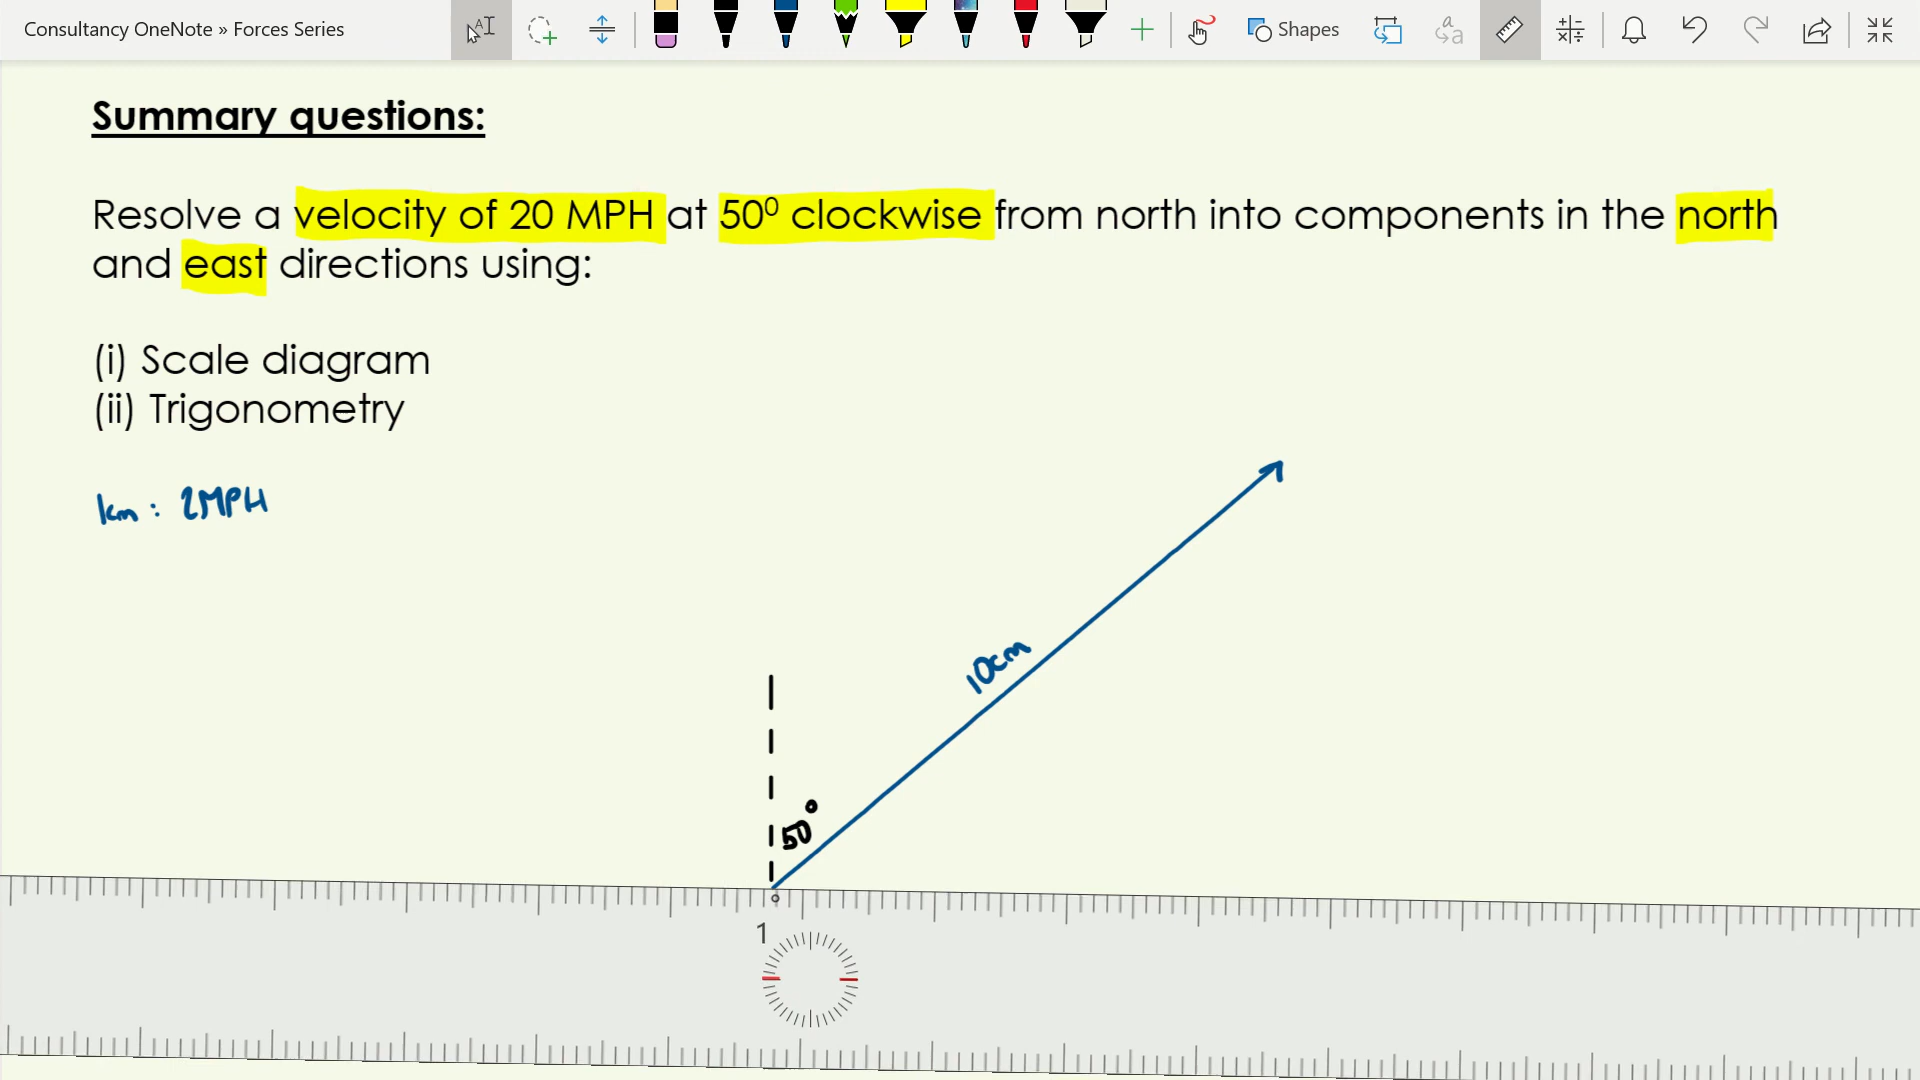 Consultancy OneNote » Forces Series
Shapes
Summary questions:
Resolve a velocity of 20 MPH at 50⁰ clockwise from north into components in the north
and east directions using:
(i) Scale diagram
(ii) Trigonometry
1cm : 2MPH
10cm
50°
1°